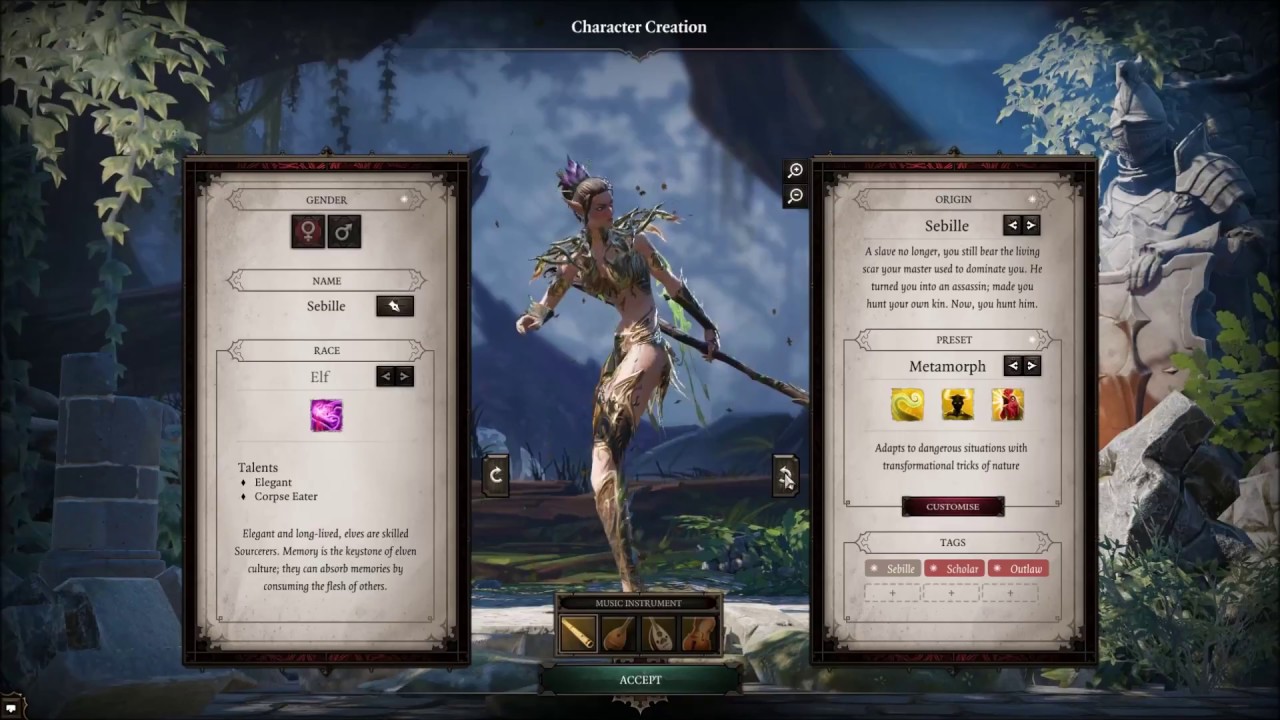 Character Creation
GENDER
NAME
Sebille
RACE
Elf
Talents
Elegant
Corpse Eater
Elegant and long-lived, elves are skilled
Sourcerers. Memory is the keystone of elven
culture; they can absorb memories by
consuming the flesh of others.
MUSIC INSTRUMENT
ACCEPT
ORIGIN
Sebille
A slave no longer, you still bear the living
scar your master used to dominate you. He
turned you into an assassin; made you
hunt your own kin. Now, you hunt him.
PRESET
Metamorph
Adapts to dangerous situations with
transformational tricks of nature
CUSTOMISE
TAGS
Sebille Scholar Outlaw
+ + +